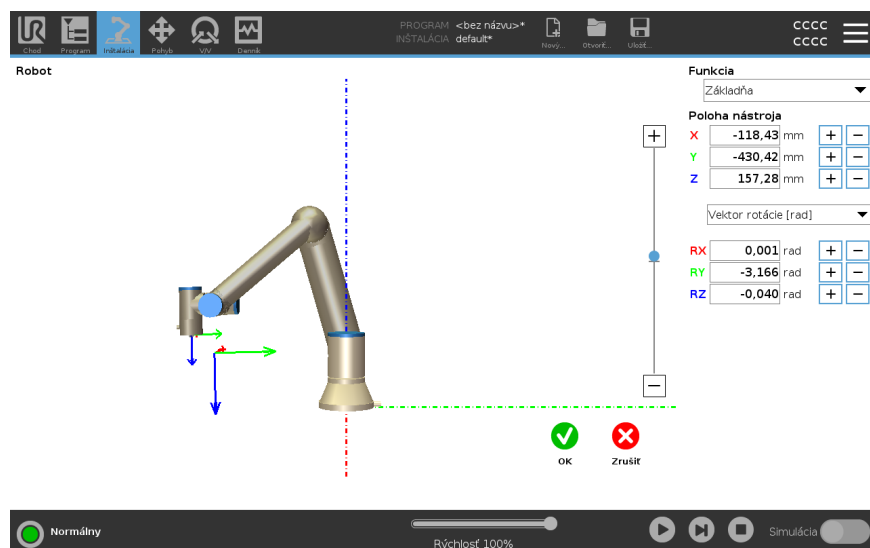 PROGRAM <bez názvu>*
INŠTALÁCIA default*
cccc
cccc
Chod
Program
Inštalácia
Pohyb
V/V
Denník
Nový...
Otvoriť...
Uložiť...
Robot
Funkcia
Základňa
Poloha nástroja
X -118,43 mm + −
Y -430,42 mm + −
Z 157,28 mm + −
Vektor rotácie [rad]
RX 0,001 rad + −
RY -3,166 rad + −
RZ -0,040 rad + −
OK
Zrušiť
Normálny
Rýchlosť 100%
Simulácia